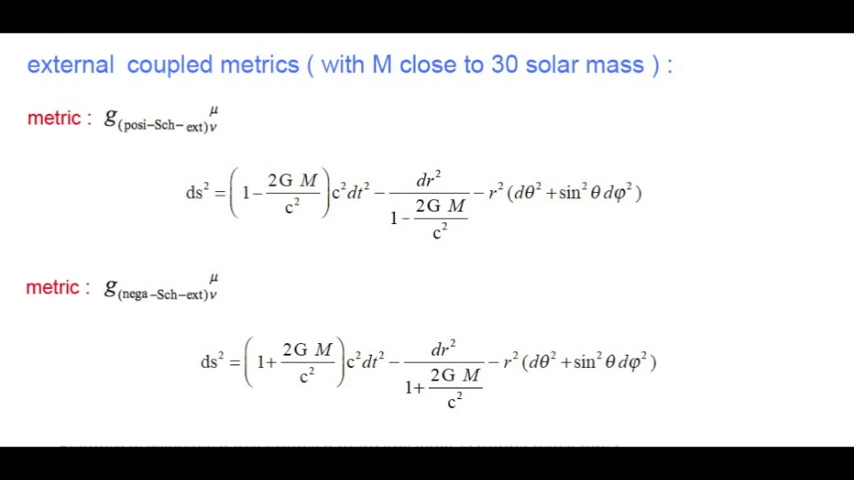 external coupled metrics ( with M close to 30 solar mass ) :
metric : g(posi−Sch−ext)μν
ds² = (1 − 2G M / c²) c²dt² − dr² / (1 − 2G M / c²) − r² (dθ² + sin² θ dφ²)
metric : g(nega−Sch−ext)μν
ds² = (1 + 2G M / c²) c²dt² − dr² / (1 + 2G M / c²) − r² (dθ² + sin² θ dφ²)